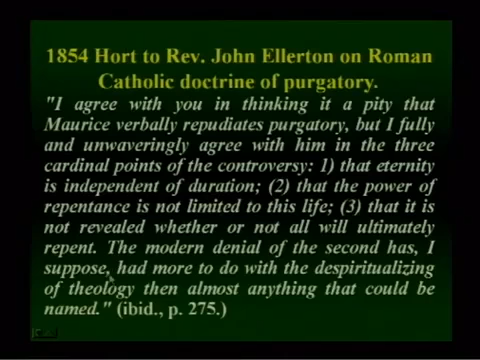 1854 Hort to Rev. John Ellerton on Roman
Catholic doctrine of purgatory.
"I agree with you in thinking it a pity that
Maurice verbally repudiates purgatory, but I fully
and unwaveringly agree with him in the three
cardinal points of the controversy: 1) that eternity
is independent of duration; (2) that the power of
repentance is not limited to this life; (3) that it is
not revealed whether or not all will ultimately
repent. The modern denial of the second has, I
suppose, had more to do with the despiritualizing
of theology then almost anything that could be
named." (ibid., p. 275.)